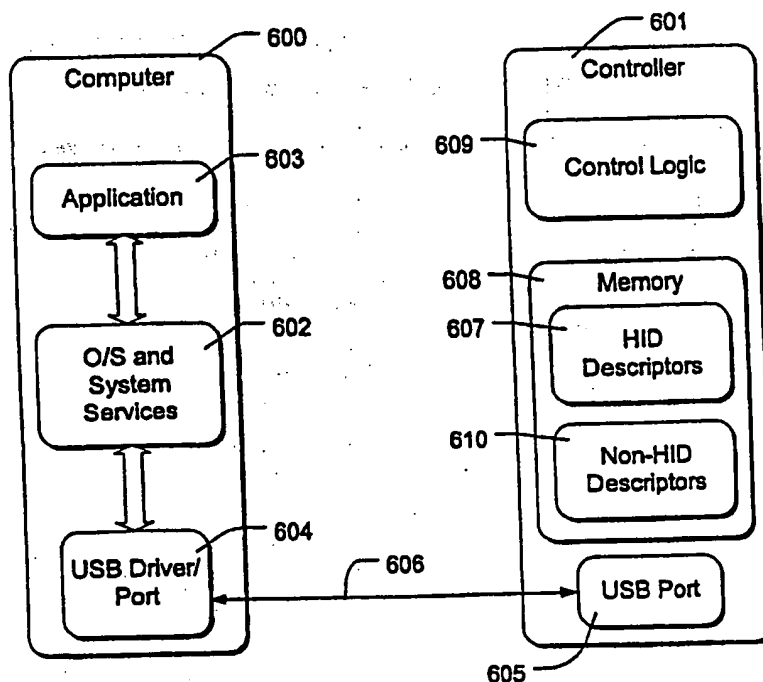 600
Computer
603
Application
602
O/S and
System
Services
604
USB Driver/
Port
606
601
Controller
609
Control Logic
608
Memory
607
HID
Descriptors
610
Non-HID
Descriptors
USB Port
605